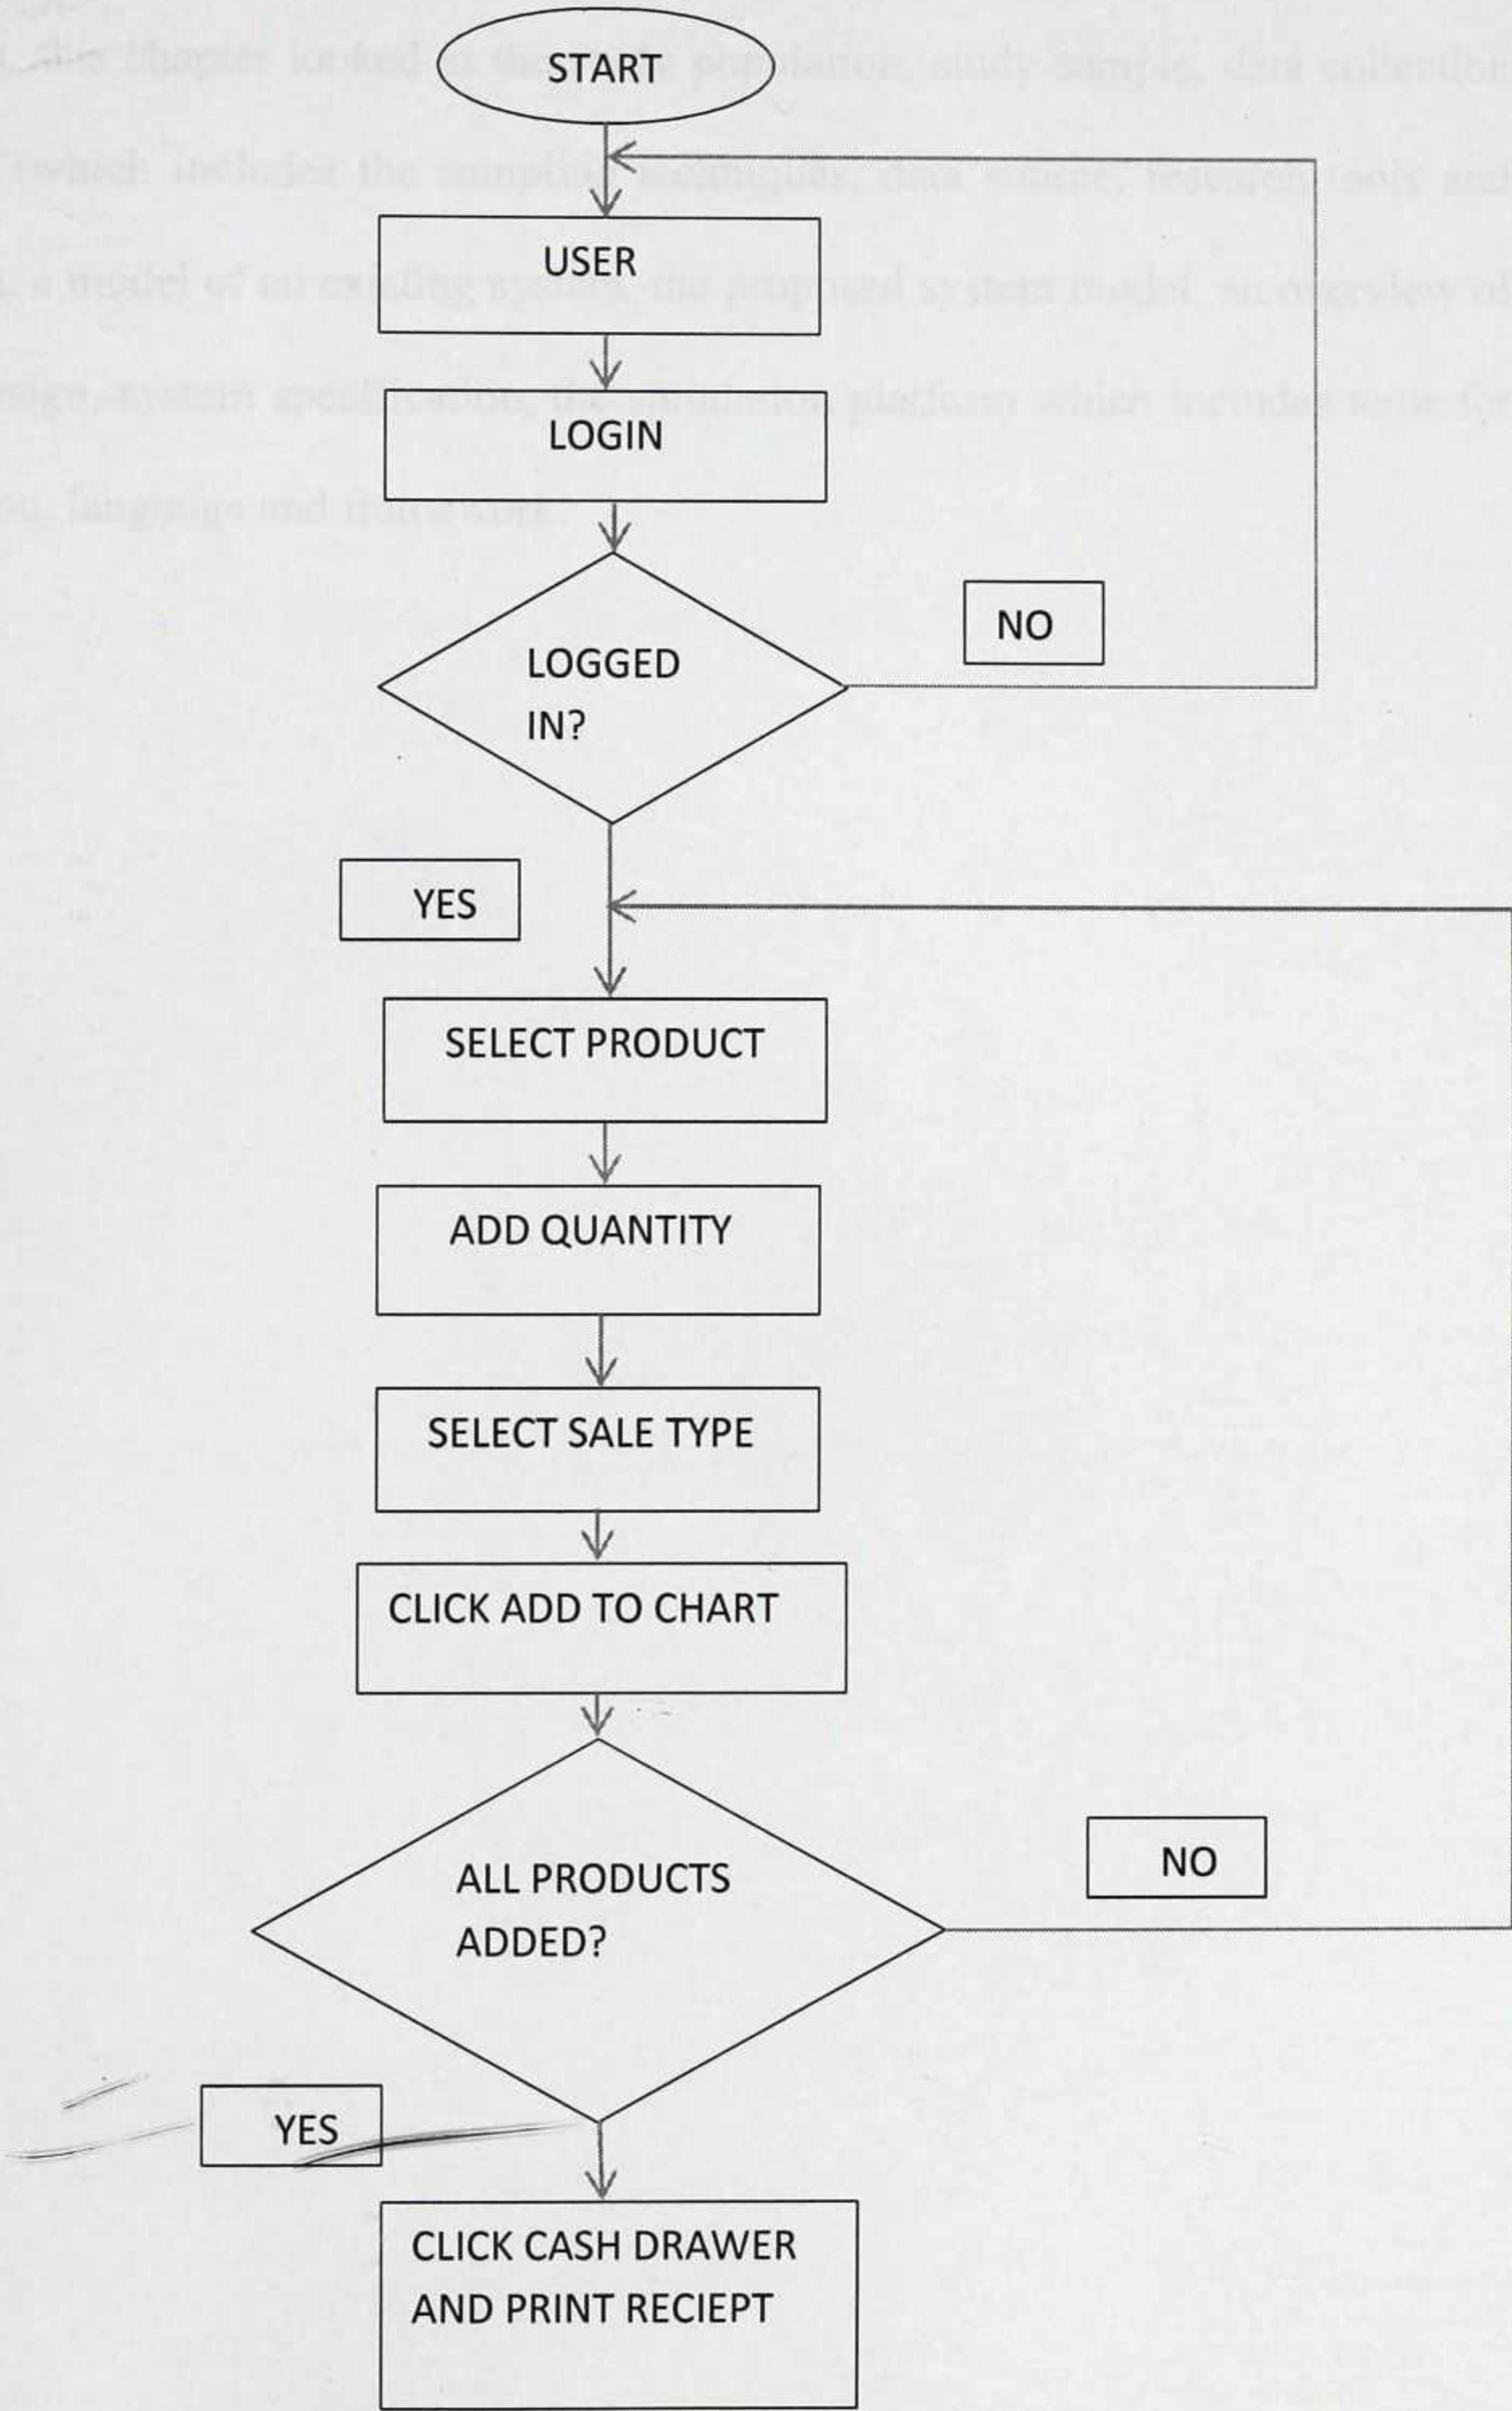 START
USER
LOGIN
LOGGED
IN?
NO
YES
SELECT PRODUCT
ADD QUANTITY
SELECT SALE TYPE
CLICK ADD TO CHART
ALL PRODUCTS
ADDED?
NO
YES
CLICK CASH DRAWER
AND PRINT RECIEPT